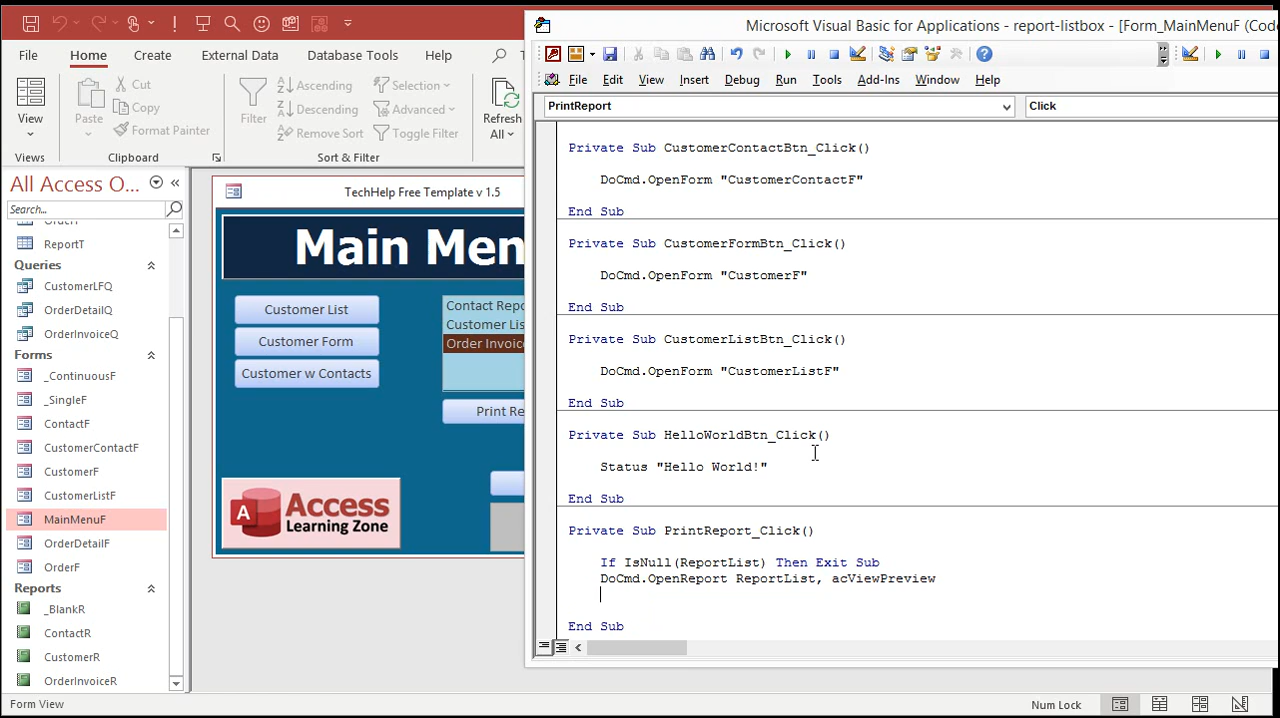 File
Home
Create
External Data
Database Tools
Help
View
Views
Paste
Cut
Copy
Format Painter
Clipboard
Filter
Ascending
Descending
Remove Sort
Selection
Advanced
Toggle Filter
Sort & Filter
Refresh
All
All Access O...
Search...
ReportT
Queries
CustomerLFQ
OrderDetailQ
OrderInvoiceQ
Forms
_ContinuousF
_SingleF
ContactF
CustomerContactF
CustomerF
CustomerListF
MainMenuF
OrderDetailF
OrderF
Reports
_BlankR
ContactR
CustomerR
OrderInvoiceR
TechHelp Free Template v 1.5
Main Men
Customer List
Customer Form
Customer w Contacts
Contact Repo
Customer Lis
Order Invoice
Print Re
A
Access
Learning Zone
Microsoft Visual Basic for Applications - report-listbox - [Form_MainMenuF (Cod
File Edit View Insert Debug Run Tools Add-Ins Window Help
PrintReport
Click
Private Sub CustomerContactBtn_Click()
DoCmd.OpenForm "CustomerContactF"
End Sub
Private Sub CustomerFormBtn_Click()
DoCmd.OpenForm "CustomerF"
End Sub
Private Sub CustomerListBtn_Click()
DoCmd.OpenForm "CustomerListF"
End Sub
Private Sub HelloWorldBtn_Click()
Status "Hello World!"
End Sub
Private Sub PrintReport_Click()
If IsNull(ReportList) Then Exit Sub
DoCmd.OpenReport ReportList, acViewPreview
End Sub
Form View
Num Lock